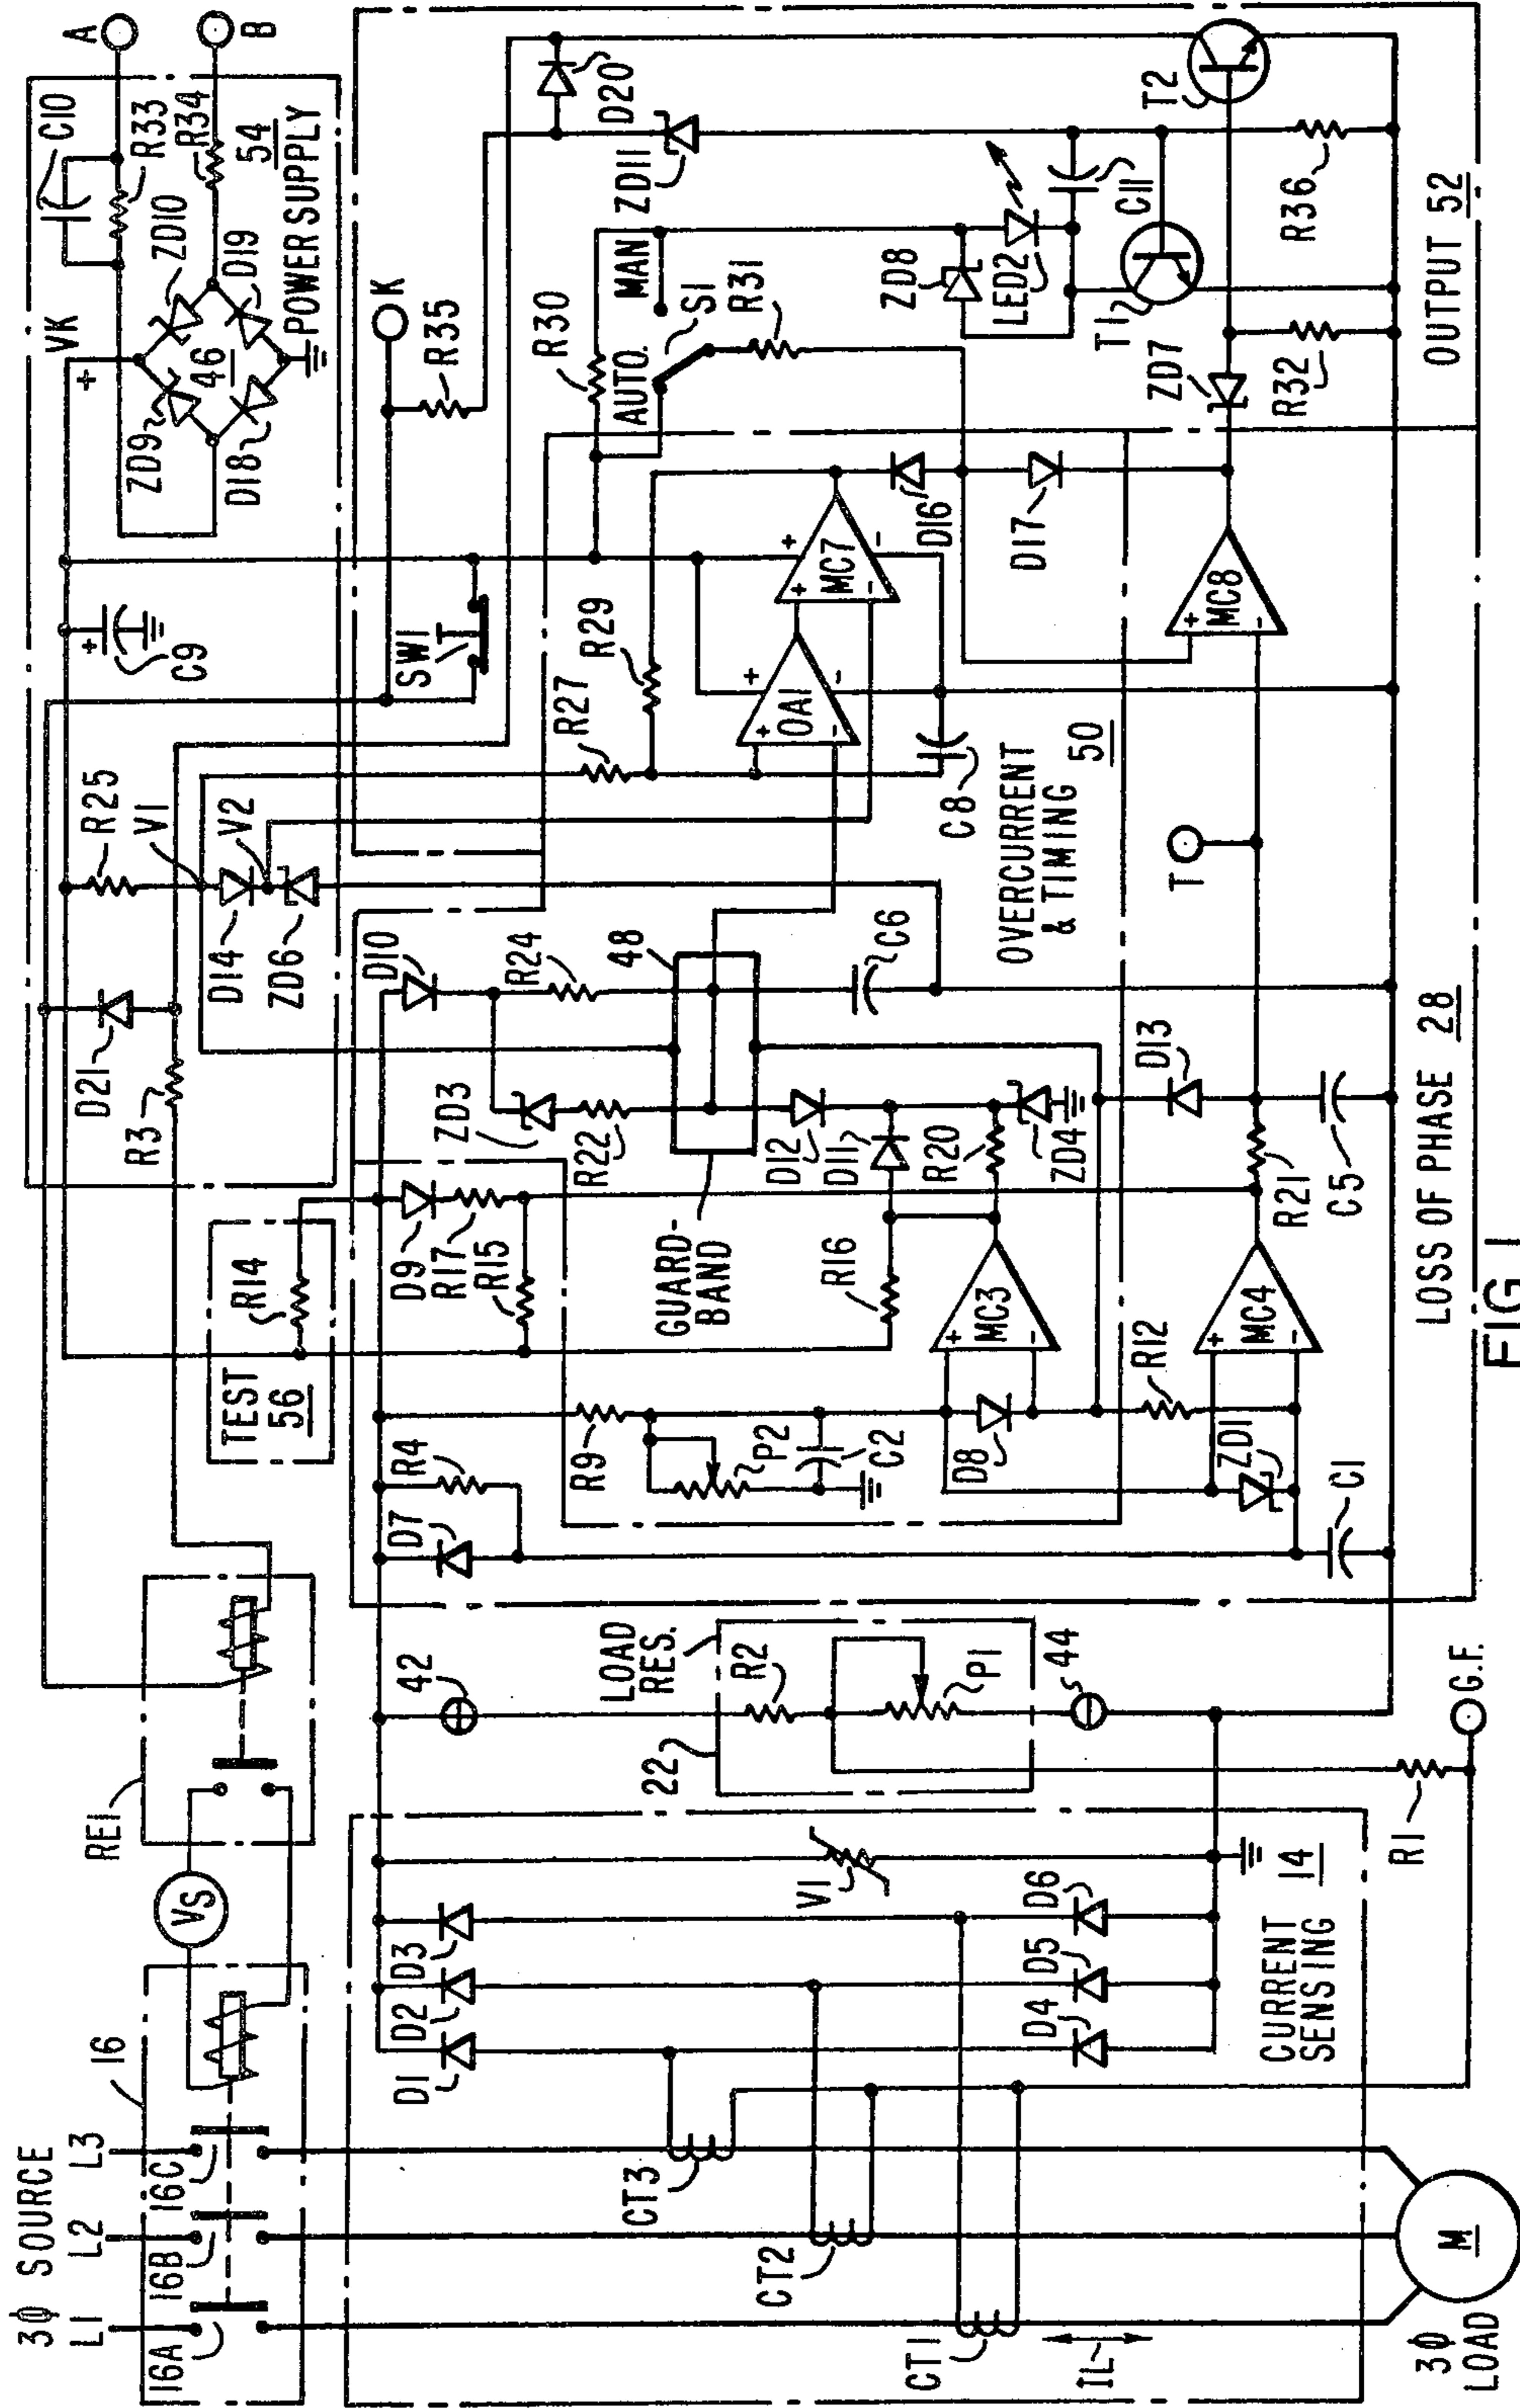 3ϕ SOURCE
L1 L2 L3
16
16A
16B
16C
VS
RE1
TEST
56
R14
R3
D21
R25
V1
D14
V2
ZD6
C9
+
VK
+
C10
R33
ZD10
R34
54
46
ZD9
D18
D19
POWER SUPPLY
A
B
K
R35
SW1
D1
D2
D3
D4
D5
D6
V1
CURRENT
SENSING
14
CT3
CT2
CT1
IL
3ϕ
LOAD
M
42
LOAD
RES.
22
R2
P1
44
R1
G.F.
D7
R4
R9
P2
C2
D8
ZD1
C1
R12
MC3
+
-
MC4
+
-
D9
R17
R15
R16
GUARD-
BAND
48
D10
R24
ZD3
R22
D12
D11
R20
ZD4
C6
D13
R21
C5
LOSS OF PHASE 28
OVERCURRENT
& TIMING
50
T
R27
R29
OA1
+
-
+
-
MC7
+
-
+
-
C8
D16
D17
MC8
+
-
R30
AUTO.
MAN
S1
R31
ZD8
LED2
ZD11
D20
C11
T1
T2
ZD7
R32
R36
OUTPUT 52
FIG. 1